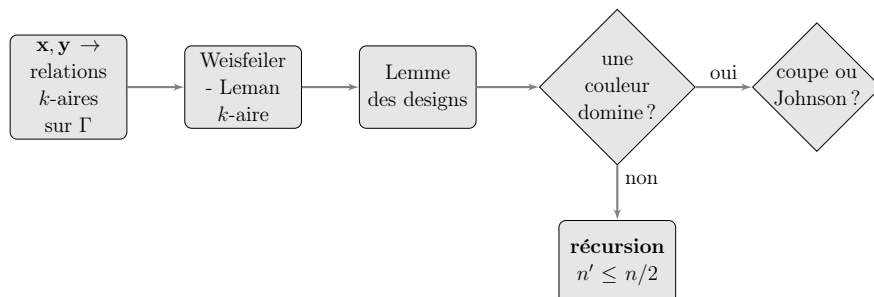 x, y →
relations
k-aires
sur Γ
Weisfeiler
- Leman
k-aire
Lemme
des designs
une
couleur
domine ?
oui
coupe ou
Johnson ?
non
récursion
n′ ≤ n/2